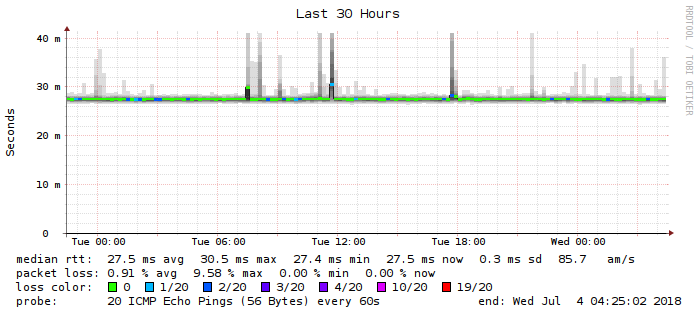 Last 30 Hours
RRDTOOL / TOBI OETIKER
Seconds
40 m
30 m
20 m
10 m
0
Tue 00:00 Tue 06:00 Tue 12:00 Tue 18:00 Wed 00:00
median rtt: 27.5 ms avg 30.5 ms max 27.4 ms min 27.5 ms now 0.3 ms sd 85.7 am/s
packet loss: 0.91 % avg 9.58 % max 0.00 % min 0.00 % now
loss color: 0 1/20 2/20 3/20 4/20 10/20 19/20
probe: 20 ICMP Echo Pings (56 Bytes) every 60s end: Wed Jul 4 04:25:02 2018